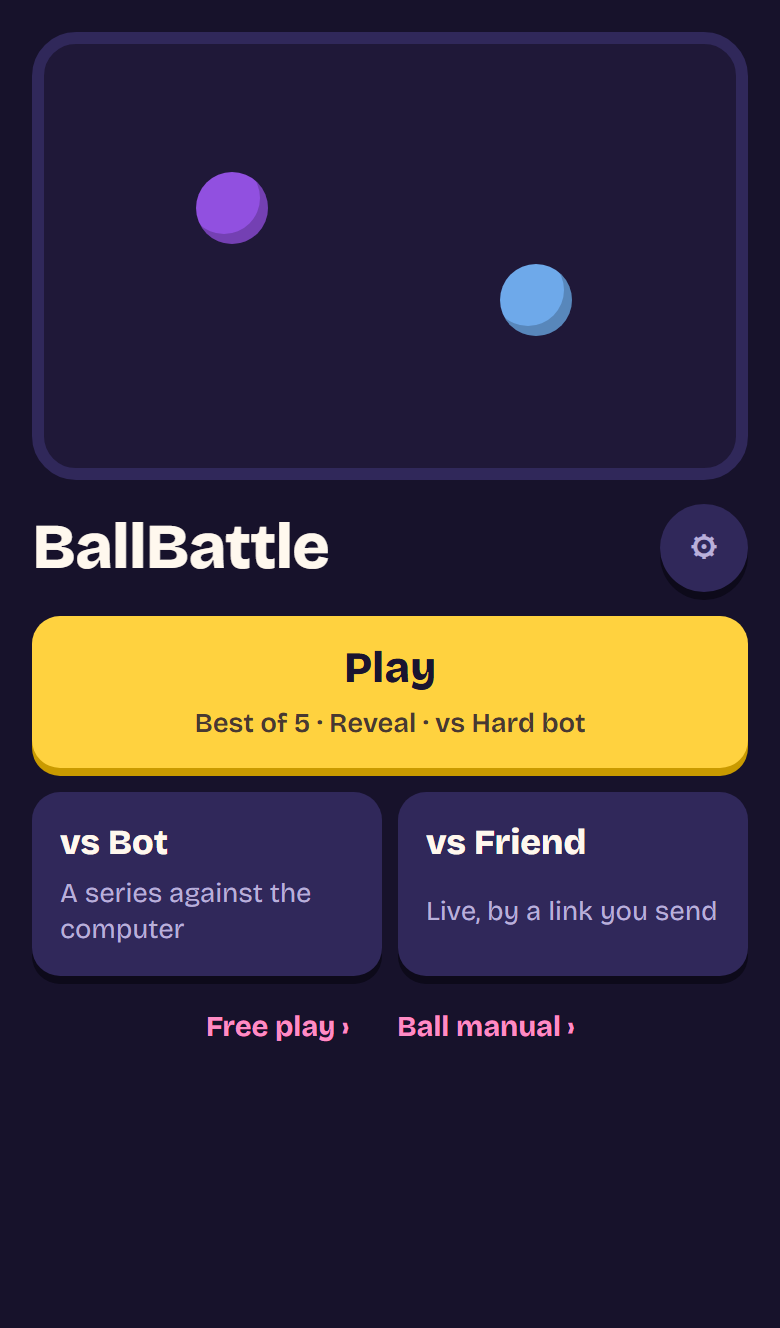 BallBattle
Play
Best of 5 · Reveal · vs Hard bot
vs Bot
A series against the
computer
vs Friend
Live, by a link you send
Free play ›
Ball manual ›